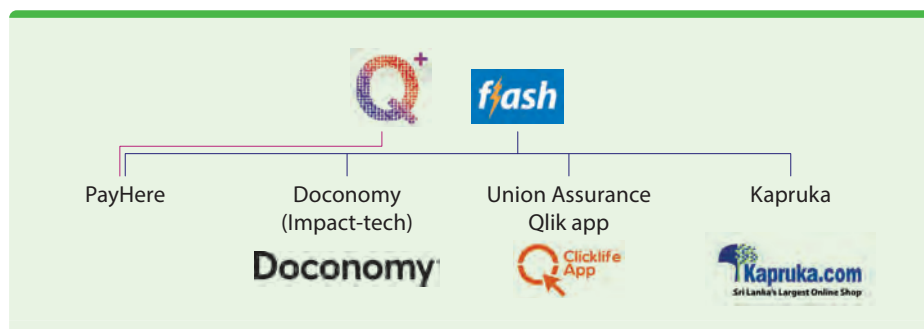 Q+
flash
PayHere
Doconomy
(Impact-tech)
Doconomy
Union Assurance
Qlik app
Clicklife
App
Kapruka
Kapruka.com
Sri Lanka's Largest Online Shop